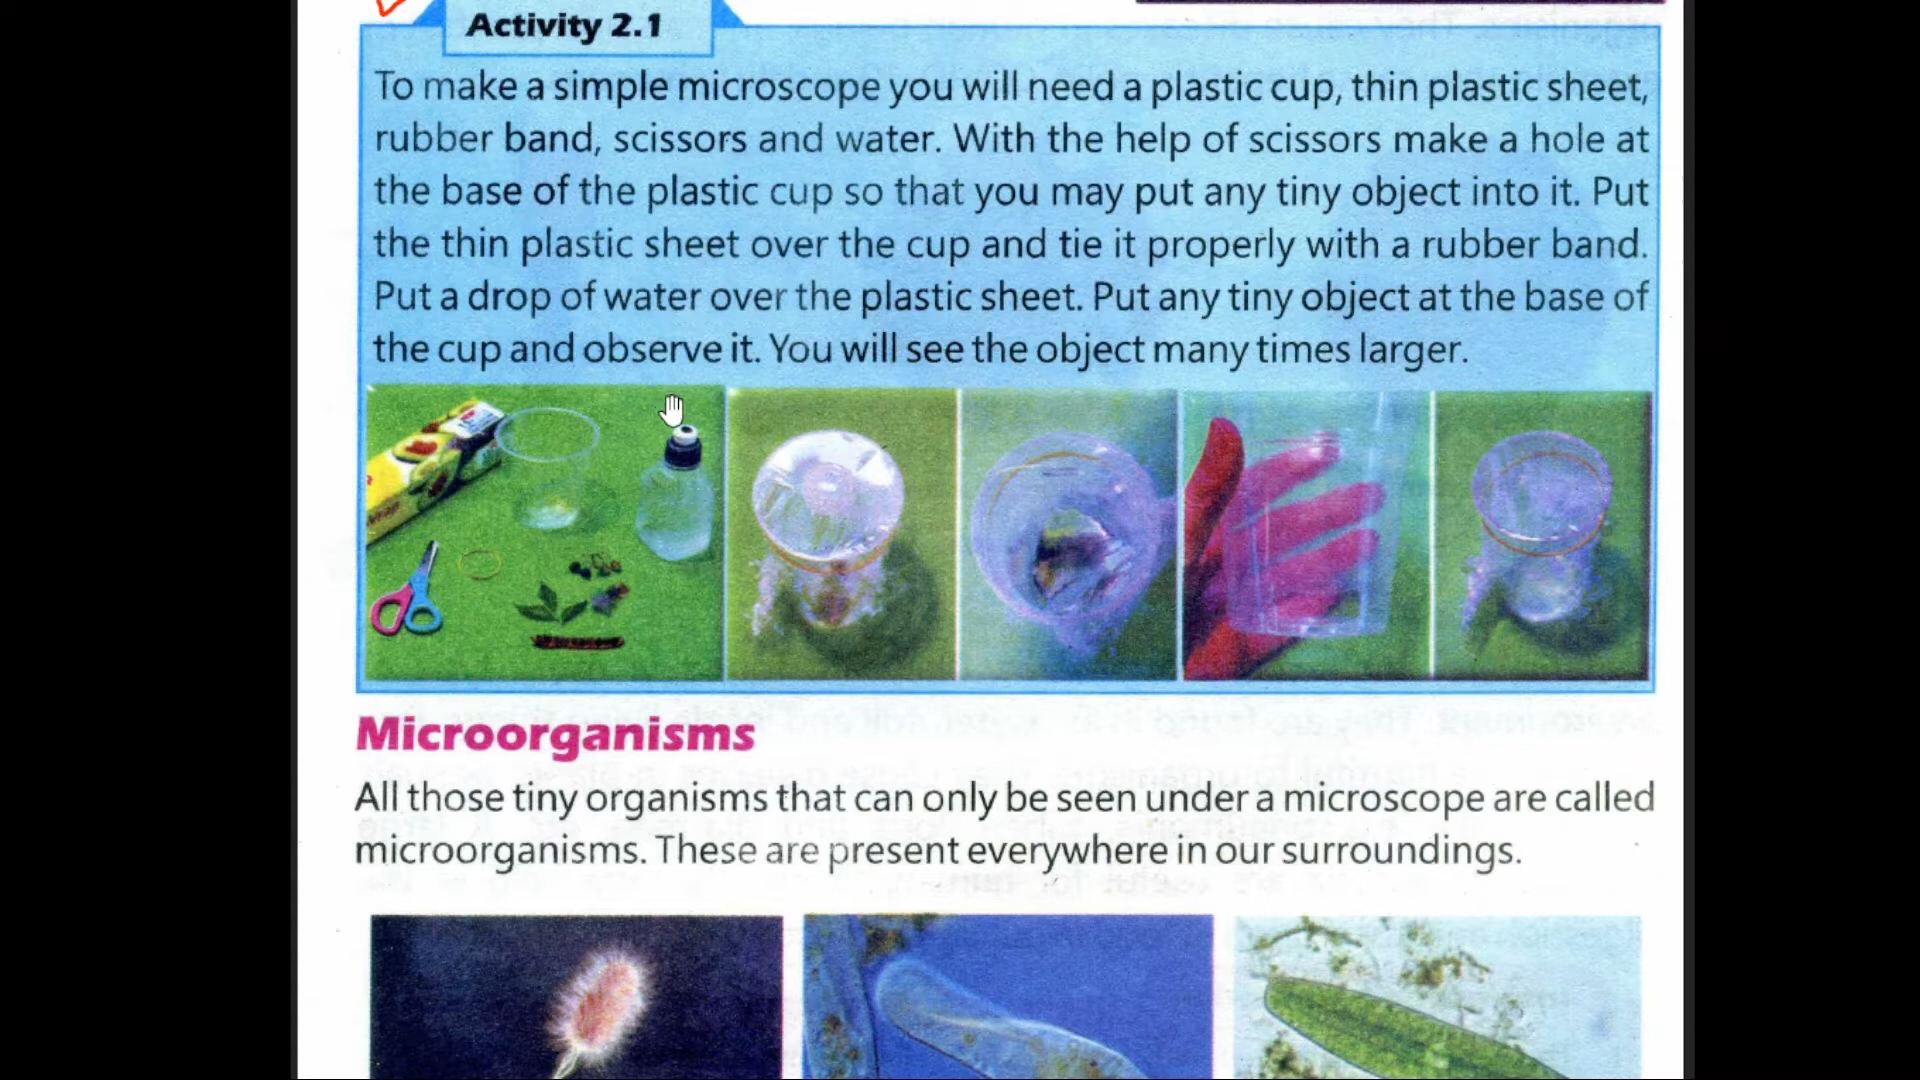 Activity 2.1
To make a simple microscope you will need a plastic cup, thin plastic sheet,
rubber band, scissors and water. With the help of scissors make a hole at
the base of the plastic cup so that you may put any tiny object into it. Put
the thin plastic sheet over the cup and tie it properly with a rubber band.
Put a drop of water over the plastic sheet. Put any tiny object at the base of
the cup and observe it. You will see the object many times larger.
Microorganisms
All those tiny organisms that can only be seen under a microscope are called
microorganisms. These are present everywhere in our surroundings.